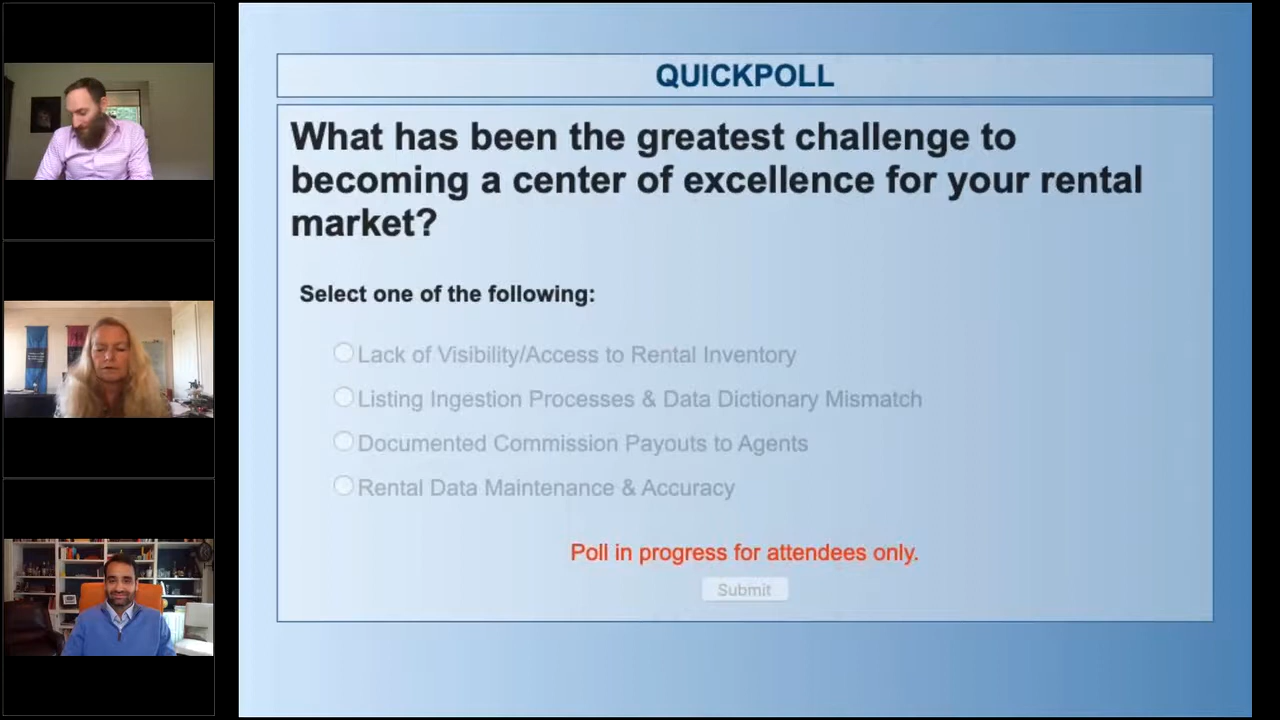 QUICKPOLL
What has been the greatest challenge to
becoming a center of excellence for your rental
market?
Select one of the following:
Lack of Visibility/Access to Rental Inventory
Listing Ingestion Processes & Data Dictionary Mismatch
Documented Commission Payouts to Agents
Rental Data Maintenance & Accuracy
Poll in progress for attendees only.
Submit